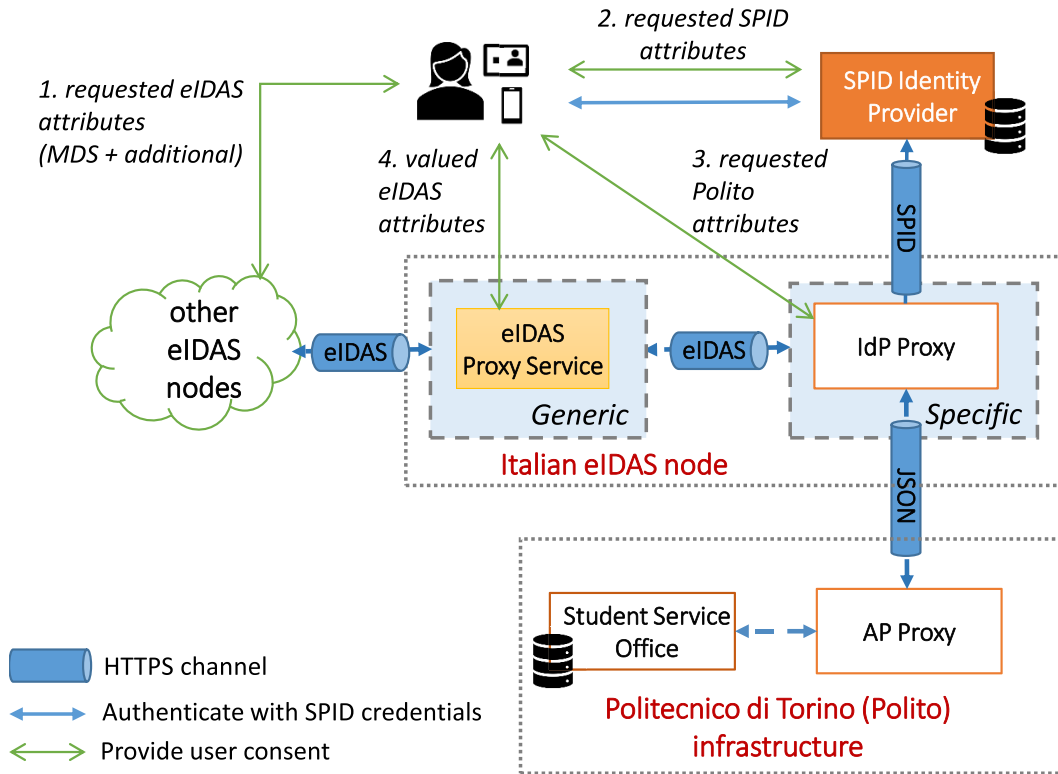 2. requested SPID
attributes
1. requested eIDAS
attributes
(MDS + additional)
SPID Identity
Provider
4. valued
eIDAS
attributes
3. requested
Polito
attributes
SPID
other
eIDAS
nodes
eIDAS
eIDAS
Proxy Service
Generic
eIDAS
IdP Proxy
Specific
Italian eIDAS node
JSON
Student Service
Office
AP Proxy
Politecnico di Torino (Polito)
infrastructure
HTTPS channel
Authenticate with SPID credentials
Provide user consent